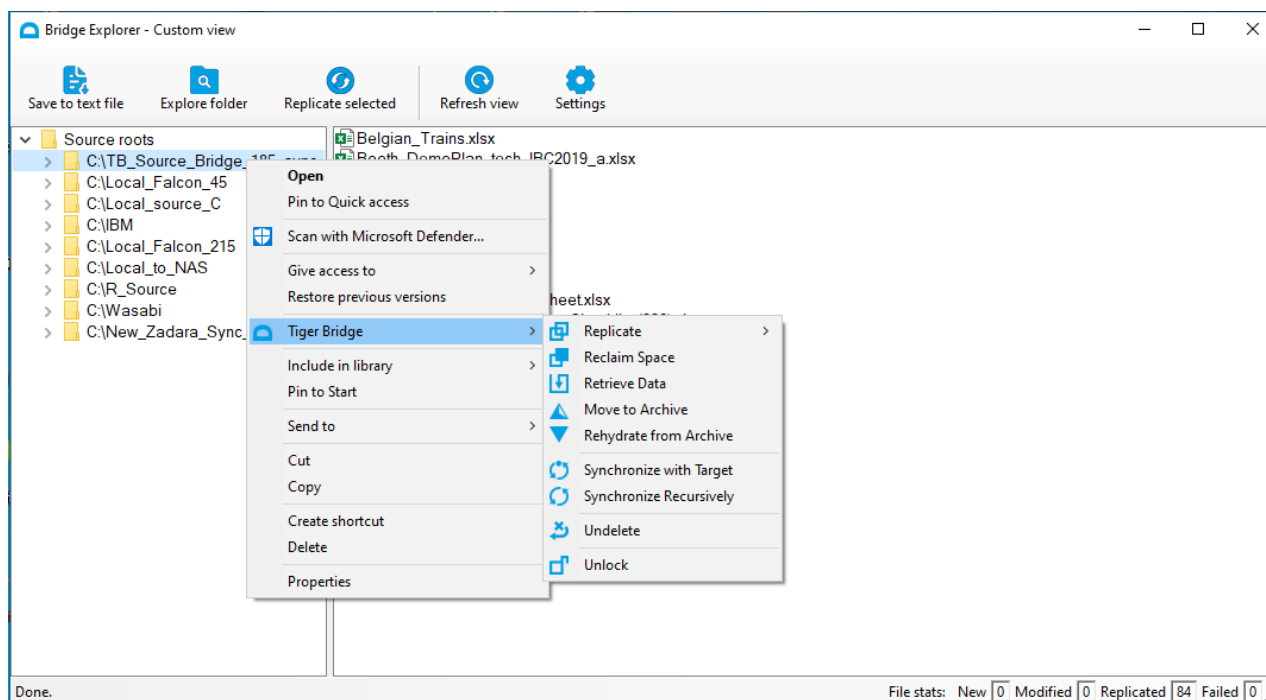 Bridge Explorer - Custom view
Save to text file
Explore folder
Replicate selected
Refresh view
Settings
Source roots
C:\TB_Source_Bridge_185_sync
C:\Local_Falcon_45
C:\Local_source_C
C:\IBM
C:\Local_Falcon_215
C:\Local_to_NAS
C:\R_Source
C:\Wasabi
C:\New_Zadara_Sync_
Belgian_Trains.xlsx
Booth_DemoPlan_tech_IBC2019_a.xlsx
heet.xlsx
Open
Pin to Quick access
Scan with Microsoft Defender...
Give access to
Restore previous versions
Tiger Bridge
Include in library
Pin to Start
Send to
Cut
Copy
Create shortcut
Delete
Properties
Replicate
Reclaim Space
Retrieve Data
Move to Archive
Rehydrate from Archive
Synchronize with Target
Synchronize Recursively
Undelete
Unlock
Done.
File stats: New 0 Modified 0 Replicated 84 Failed 0